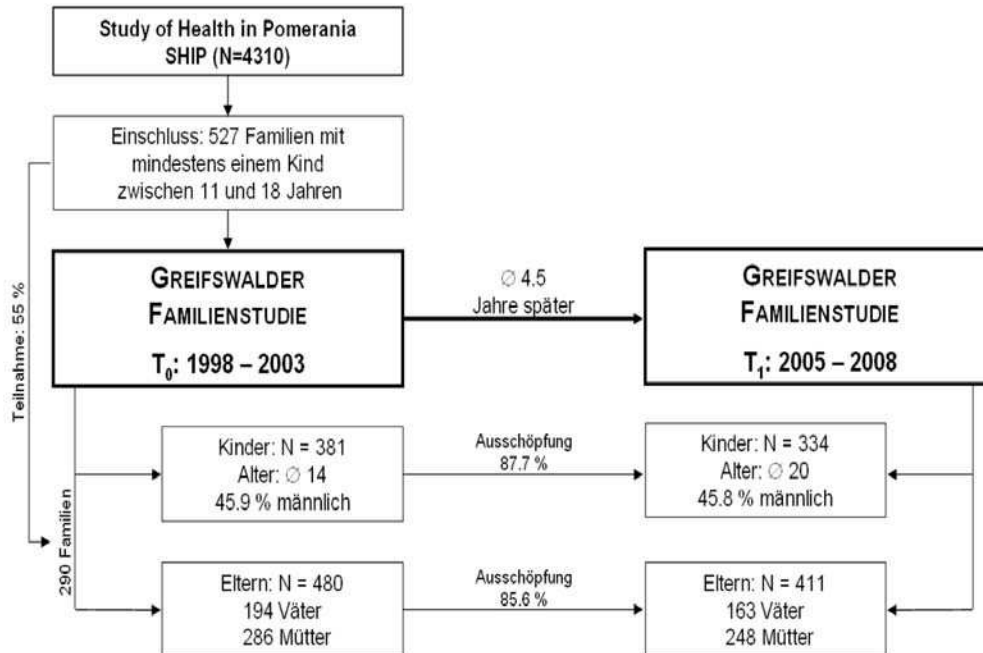 Study of Health in Pomerania
SHIP (N=4310)
Einschluss: 527 Familien mit
mindestens einem Kind
zwischen 11 und 18 Jahren
GREIFSWALDER
FAMILIENSTUDIE
T₀: 1998 – 2003
∅ 4.5
Jahre später
GREIFSWALDER
FAMILIENSTUDIE
T₁: 2005 – 2008
Teilnahme: 55 %
290 Familien
Kinder: N = 381
Alter: ∅ 14
45.9 % männlich
Ausschöpfung
87.7 %
Kinder: N = 334
Alter: ∅ 20
45.8 % männlich
Eltern: N = 480
194 Väter
286 Mütter
Ausschöpfung
85.6 %
Eltern: N = 411
163 Väter
248 Mütter